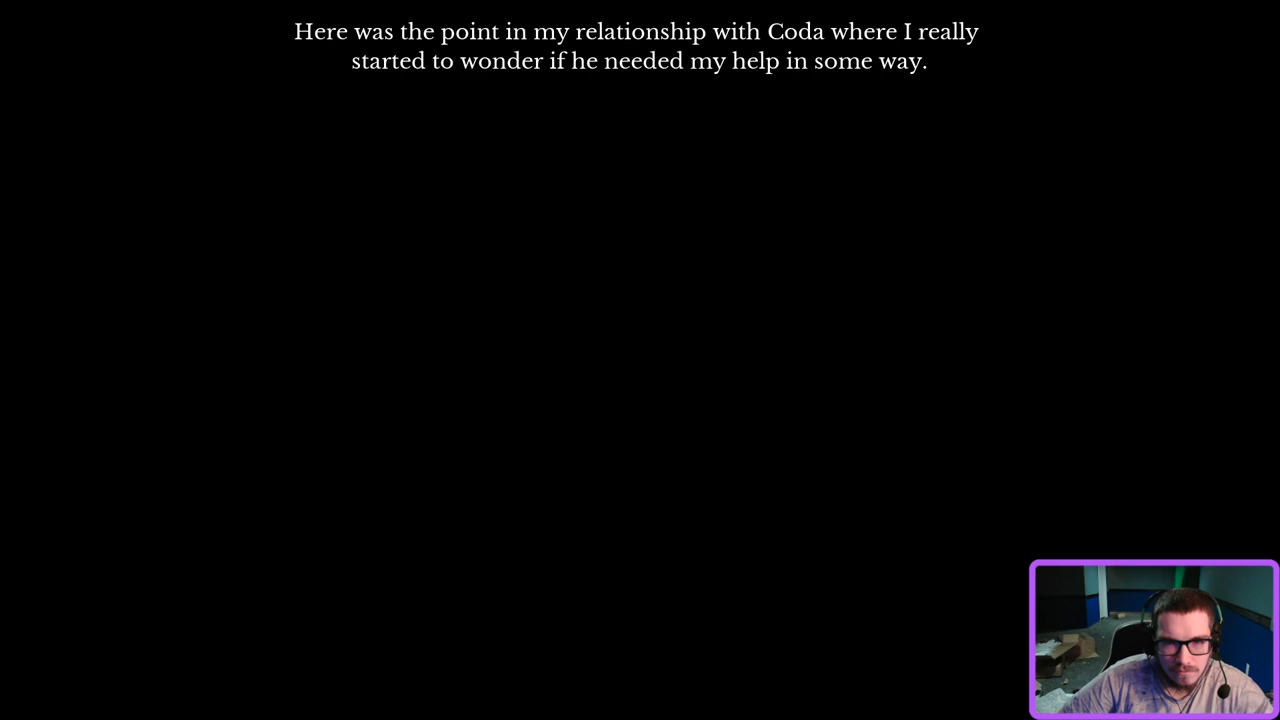 Here was the point in my relationship with Coda where I really
started to wonder if he needed my help in some way.